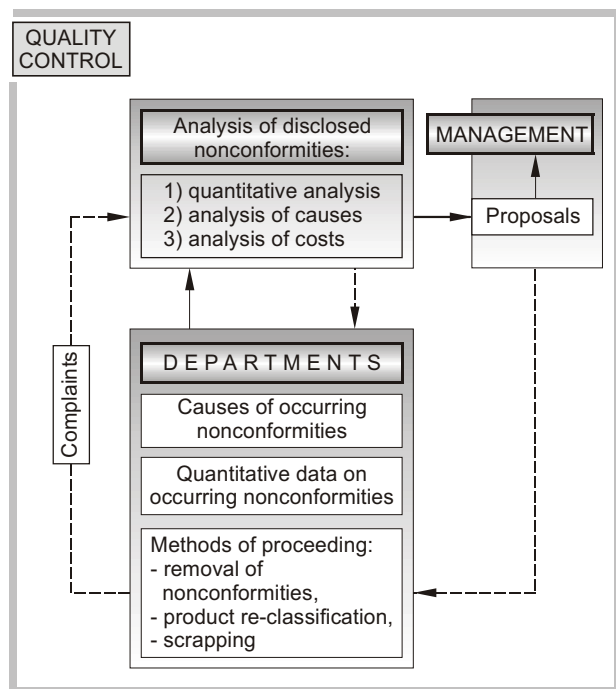 QUALITY
CONTROL
Analysis of disclosed
nonconformities:
1) quantitative analysis
2) analysis of causes
3) analysis of costs
MANAGEMENT
Proposals
Complaints
DEPARTMENTS
Causes of occurring
nonconformities
Quantitative data on
occurring nonconformities
Methods of proceeding:
- removal of
nonconformities,
- product re-classification,
- scrapping